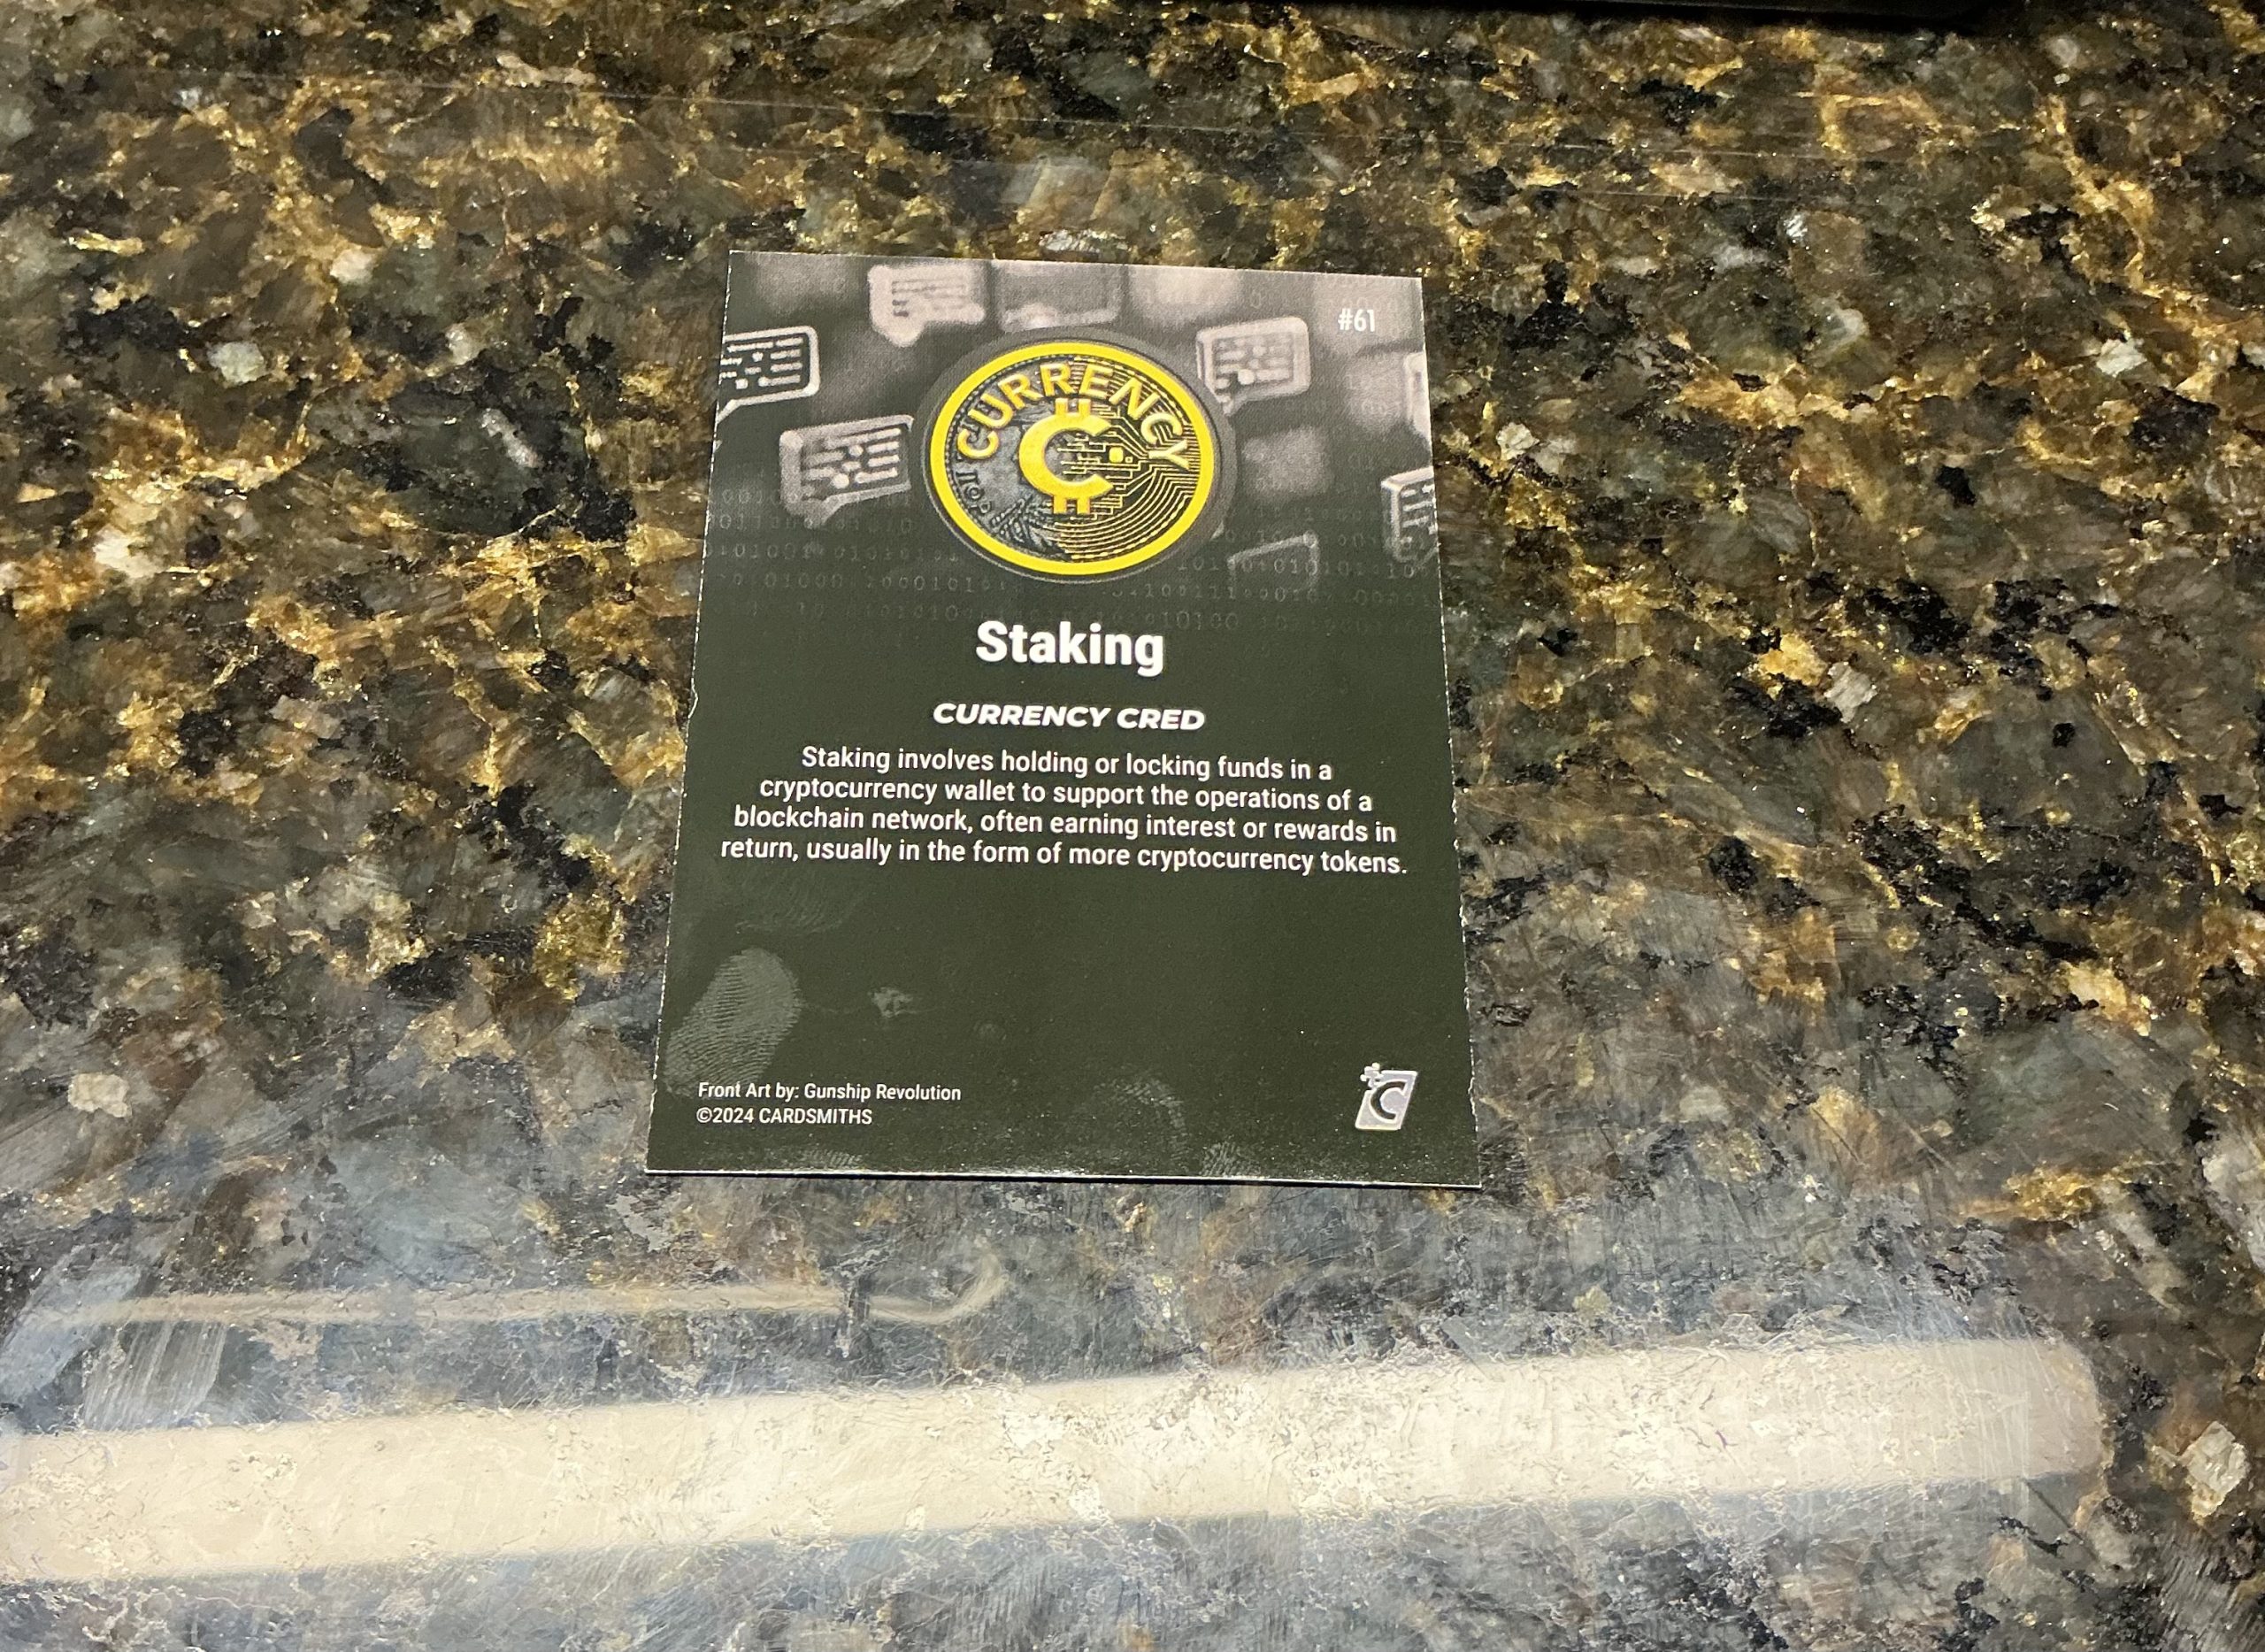 #61
CURRENCY
Staking
CURRENCY CRED
Staking involves holding or locking funds in a
cryptocurrency wallet to support the operations of a
blockchain network, often earning interest or rewards in
return, usually in the form of more cryptocurrency tokens.
Front Art by: Gunship Revolution
©2024 CARDSMITHS
C